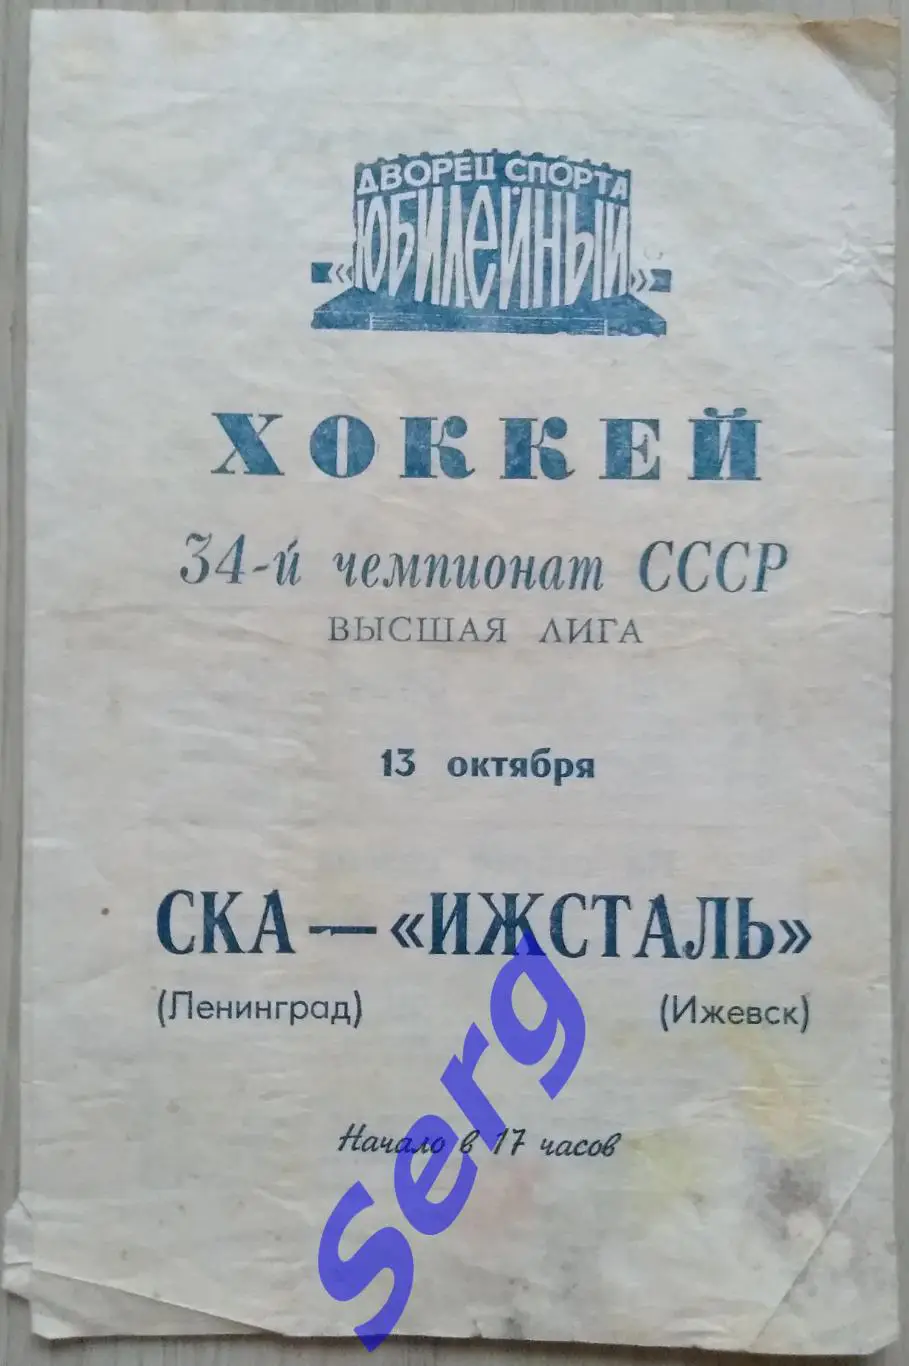 ДВОРЕЦ СПОРТА
«ЮБИЛЕЙНЫЙ»
ХОККЕЙ
34-й чемпионат СССР
ВЫСШАЯ ЛИГА
13 октября
СКА — «ИЖСТАЛЬ»
(Ленинград) (Ижевск)
Начало в 17 часов
Serg